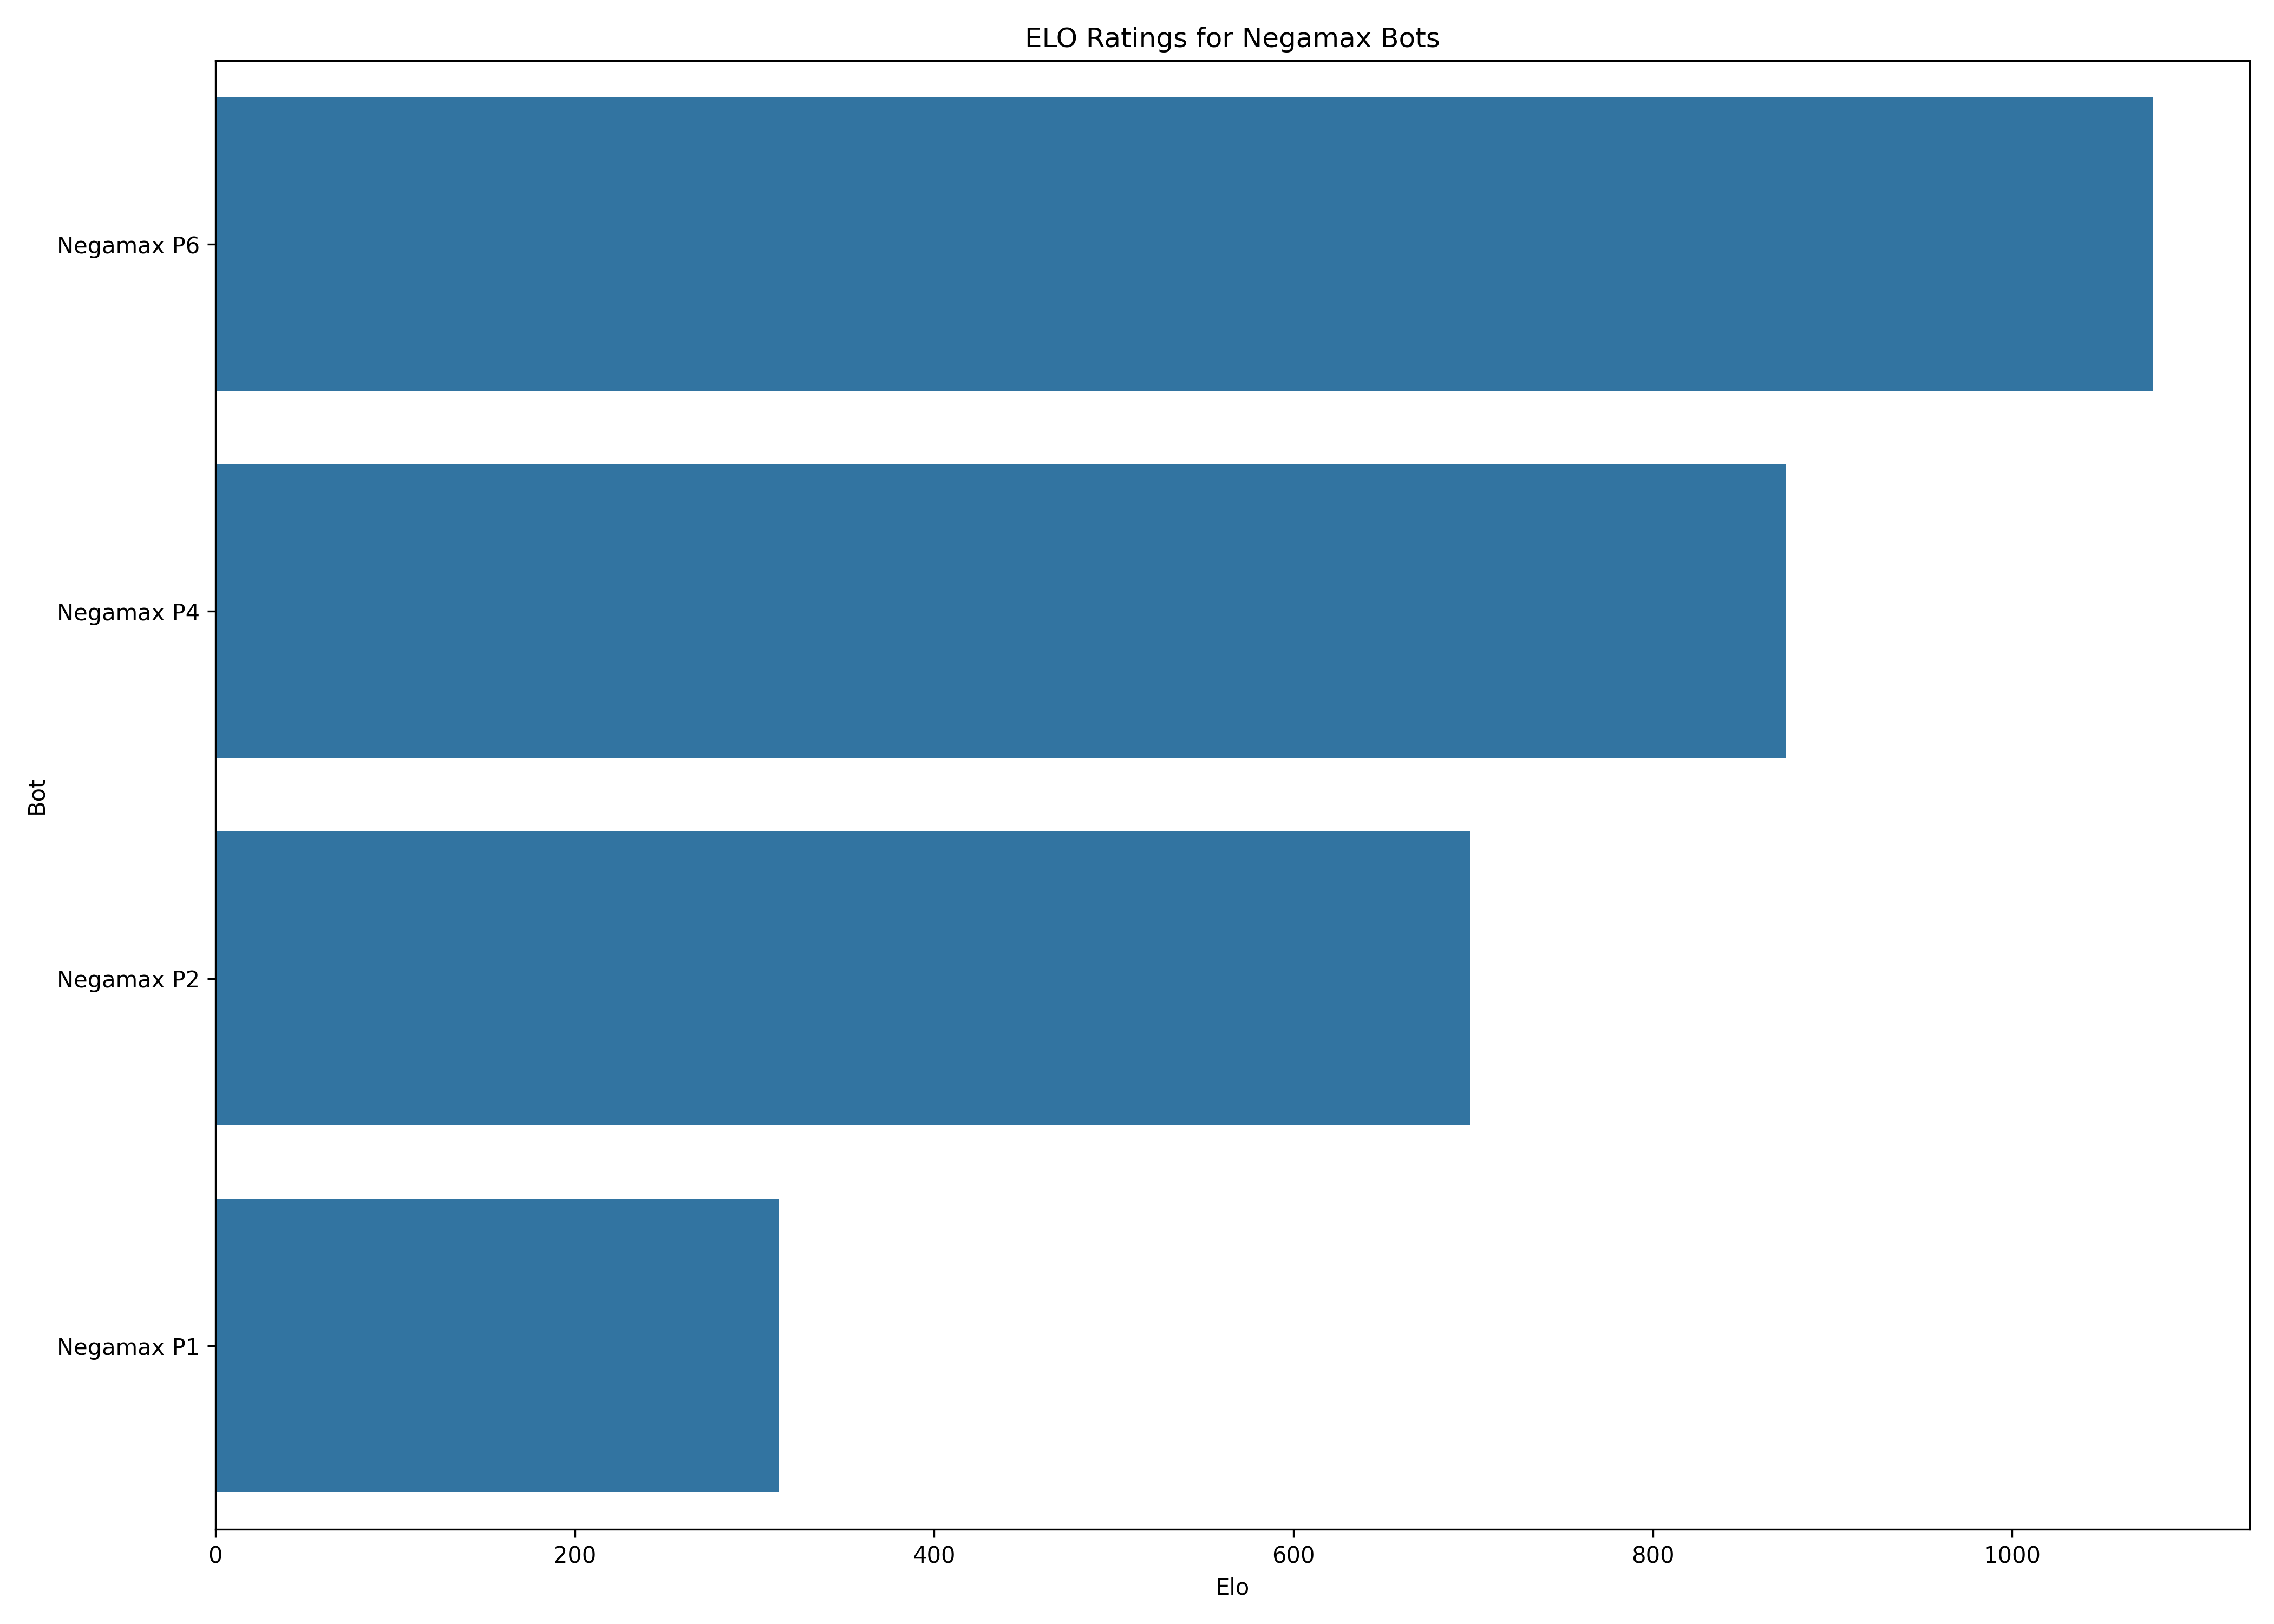 ELO Ratings for Negamax Bots
Negamax P6
Negamax P4
Negamax P2
Negamax P1
Bot
0 200 400 600 800 1000
Elo